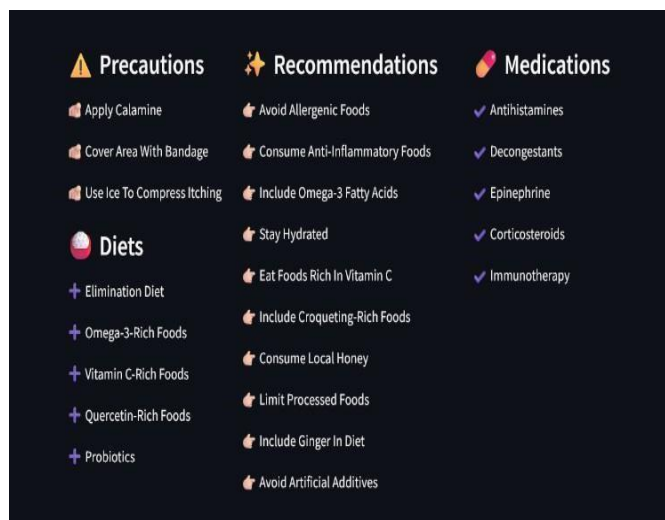 Precautions
Apply Calamine
Cover Area With Bandage
Use Ice To Compress Itching
Diets
Elimination Diet
Omega-3-Rich Foods
Vitamin C-Rich Foods
Quercetin-Rich Foods
Probiotics
Recommendations
Avoid Allergenic Foods
Consume Anti-Inflammatory Foods
Include Omega-3 Fatty Acids
Stay Hydrated
Eat Foods Rich In Vitamin C
Include Croqueting-Rich Foods
Consume Local Honey
Limit Processed Foods
Include Ginger In Diet
Avoid Artificial Additives
Medications
Antihistamines
Decongestants
Epinephrine
Corticosteroids
Immunotherapy